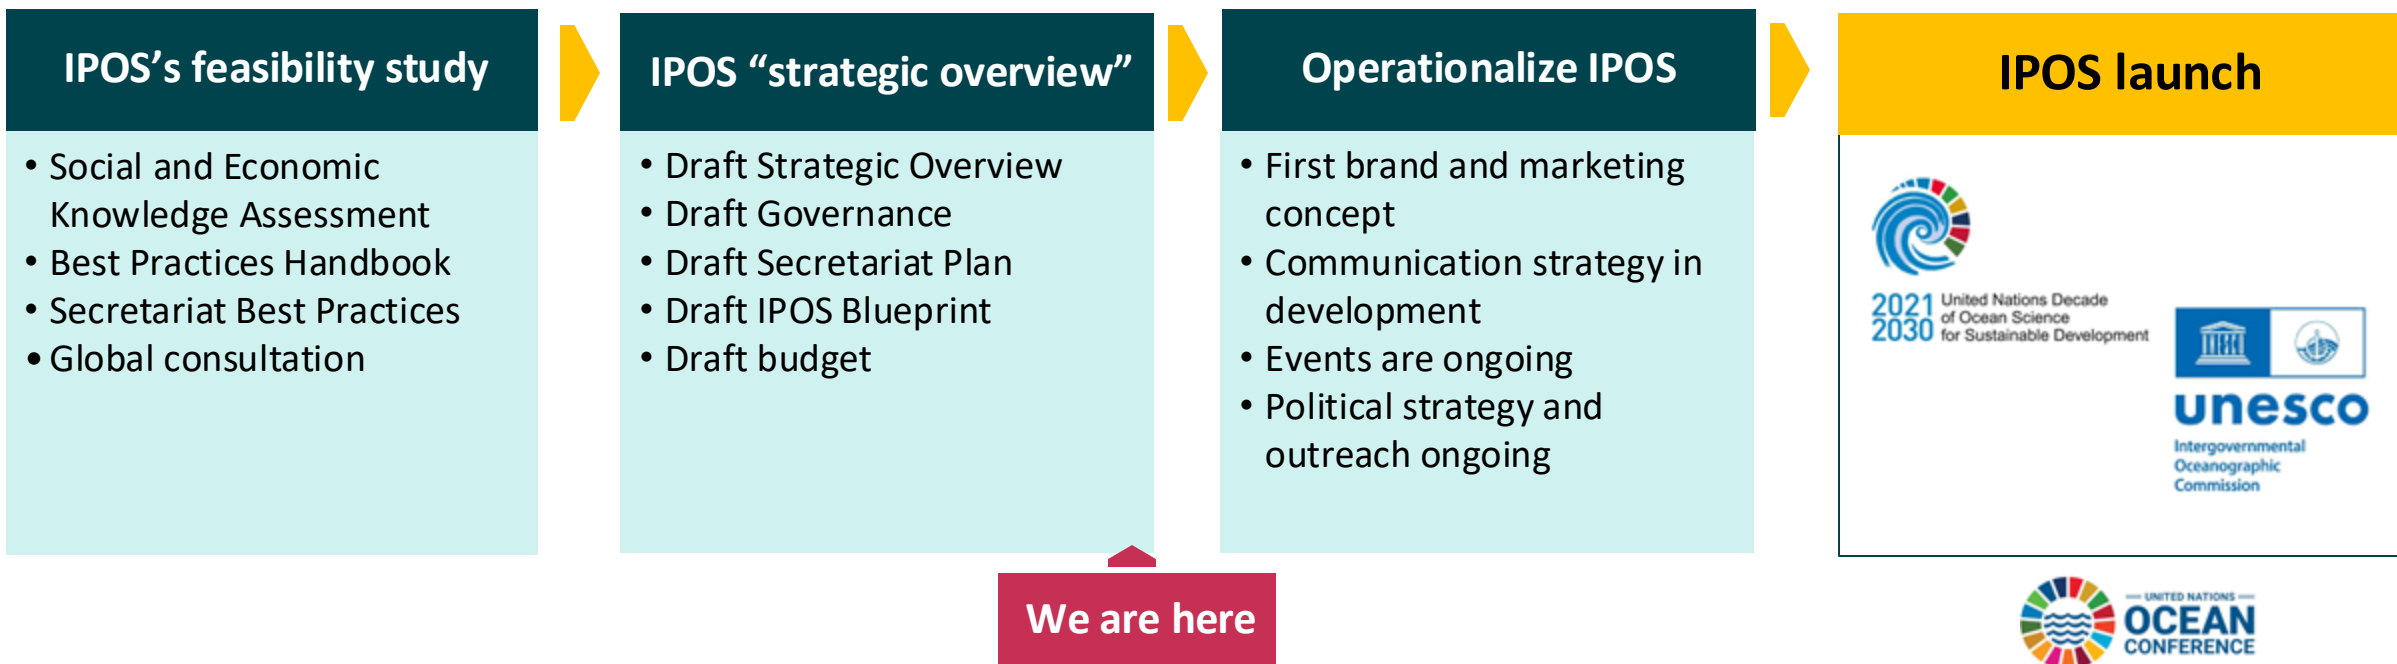 IPOS’s feasibility study
• Social and Economic
Knowledge Assessment
• Best Practices Handbook
• Secretariat Best Practices
• Global consultation
IPOS “strategic overview”
• Draft Strategic Overview
• Draft Governance
• Draft Secretariat Plan
• Draft IPOS Blueprint
• Draft budget
We are here
Operationalize IPOS
• First brand and marketing
concept
• Communication strategy in
development
• Events are ongoing
• Political strategy and
outreach ongoing
IPOS launch
2021
2030
United Nations Decade
of Ocean Science
for Sustainable Development
unesco
Intergovernmental
Oceanographic
Commission
UNITED NATIONS
OCEAN
CONFERENCE